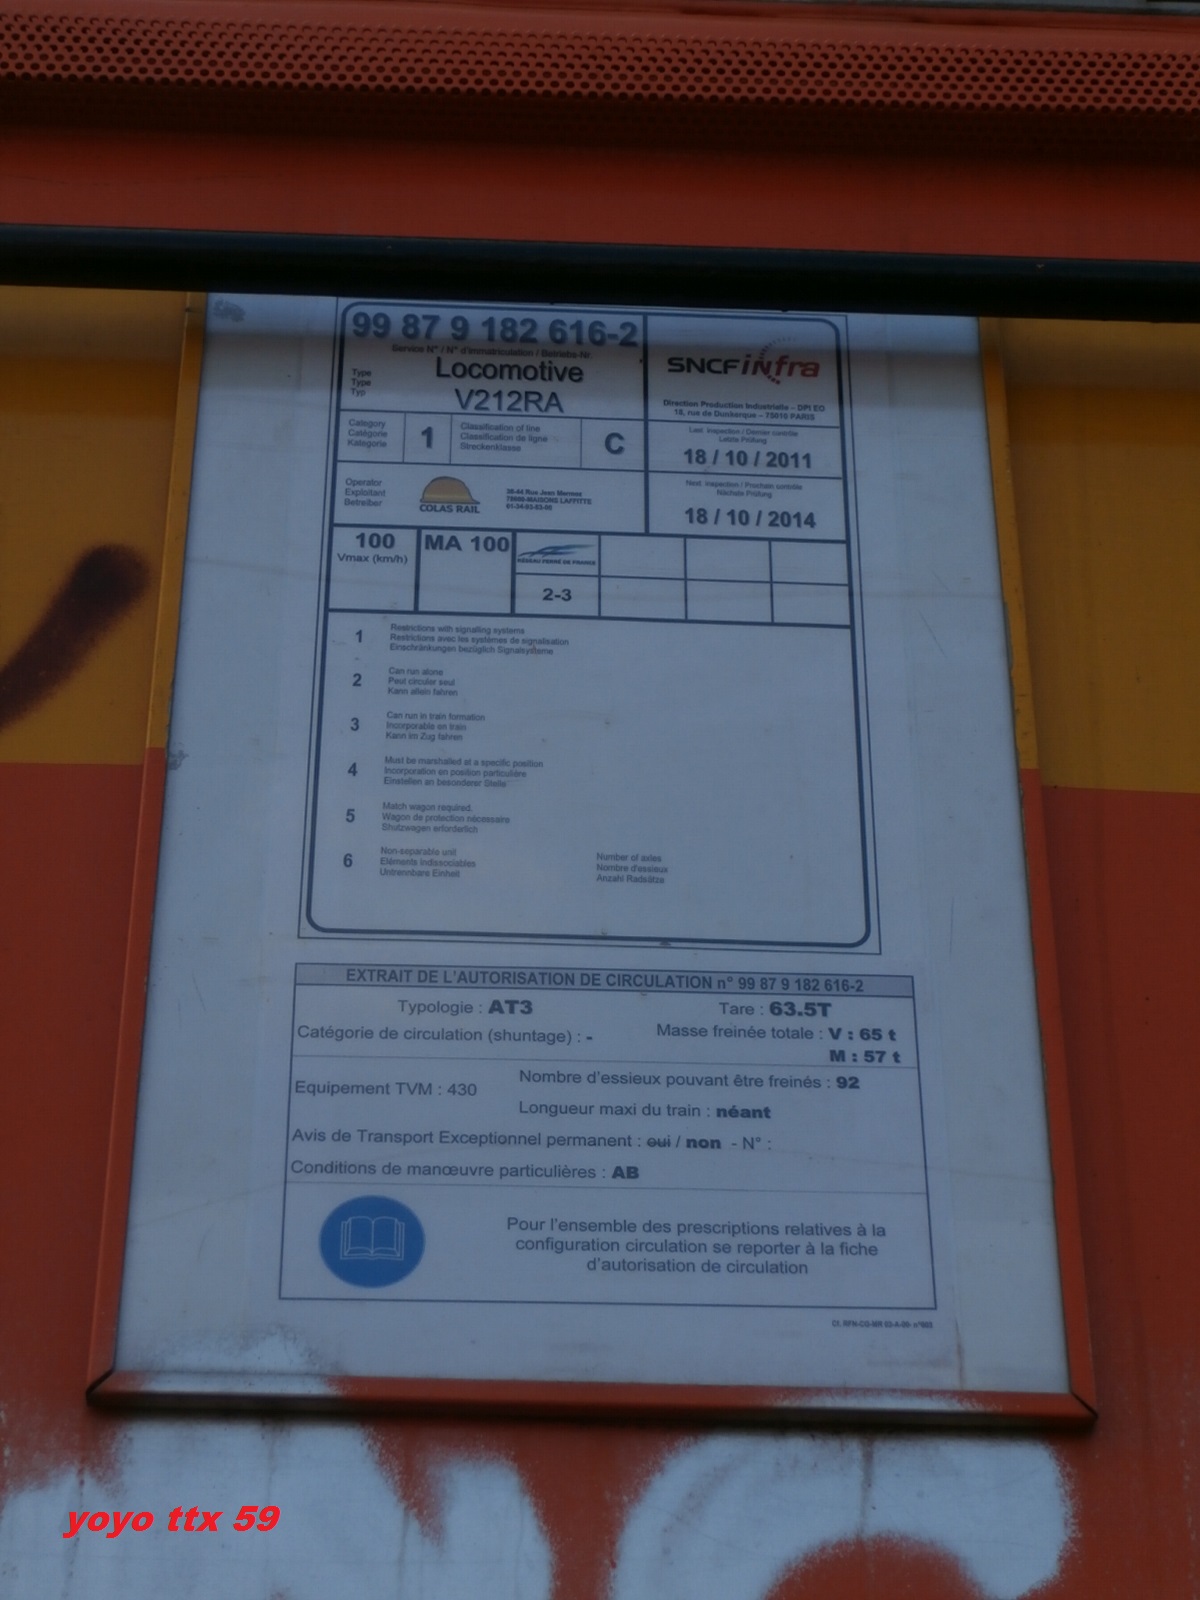 99 87 9 182 616-2
Service N° / N° d'immatriculation / Betriebs-Nr.
Type
Type
Typ
Locomotive
V212RA
SNCF infra
Direction Production Industrielle – DPI EO
18, rue de Dunkerque – 75010 PARIS
Category
Catégorie
Kategorie
1
Classification of line
Classification de ligne
Streckenklasse
C
Last inspection / Dernier contrôle
Letzte Prüfung
18 / 10 / 2011
Operator
Exploitant
Betreiber
COLAS RAIL
38-44 Rue Jean Mermoz
78600-MAISONS LAFFITTE
Next inspection / Prochain contrôle
Nächste Prüfung
18 / 10 / 2014
100
Vmax (km/h)
MA 100
RÉSEAU FERRÉ DE FRANCE
2-3
1
Restrictions with signalling systems
Restrictions avec les systèmes de signalisation
Einschränkungen bezüglich Signalsysteme
2
Can run alone
Peut circuler seul
Kann allein fahren
3
Can run in train formation
Incorporable en train
Kann im Zug fahren
4
Must be marshalled at a specific position
Incorporation en position particulière
Einstellen an besonderer Stelle
5
Match wagon required
Wagon de protection nécessaire
Shutzwagen erforderlich
6
Non-separable unit
Eléments indissociables
Untrennbare Einheit
Number of axles
Nombre d'essieux
Anzahl Radsätze
EXTRAIT DE L'AUTORISATION DE CIRCULATION n° 99 87 9 182 616-2
Typologie : AT3
Tare : 63.5T
Catégorie de circulation (shuntage) : -
Masse freinée totale : V : 65 t
M : 57 t
Equipement TVM : 430
Nombre d'essieux pouvant être freinés : 92
Longueur maxi du train : néant
Avis de Transport Exceptionnel permanent : oui / non - N° :
Conditions de manœuvre particulières : AB
Pour l'ensemble des prescriptions relatives à la
configuration circulation se reporter à la fiche
d'autorisation de circulation
yoyo ttx 59